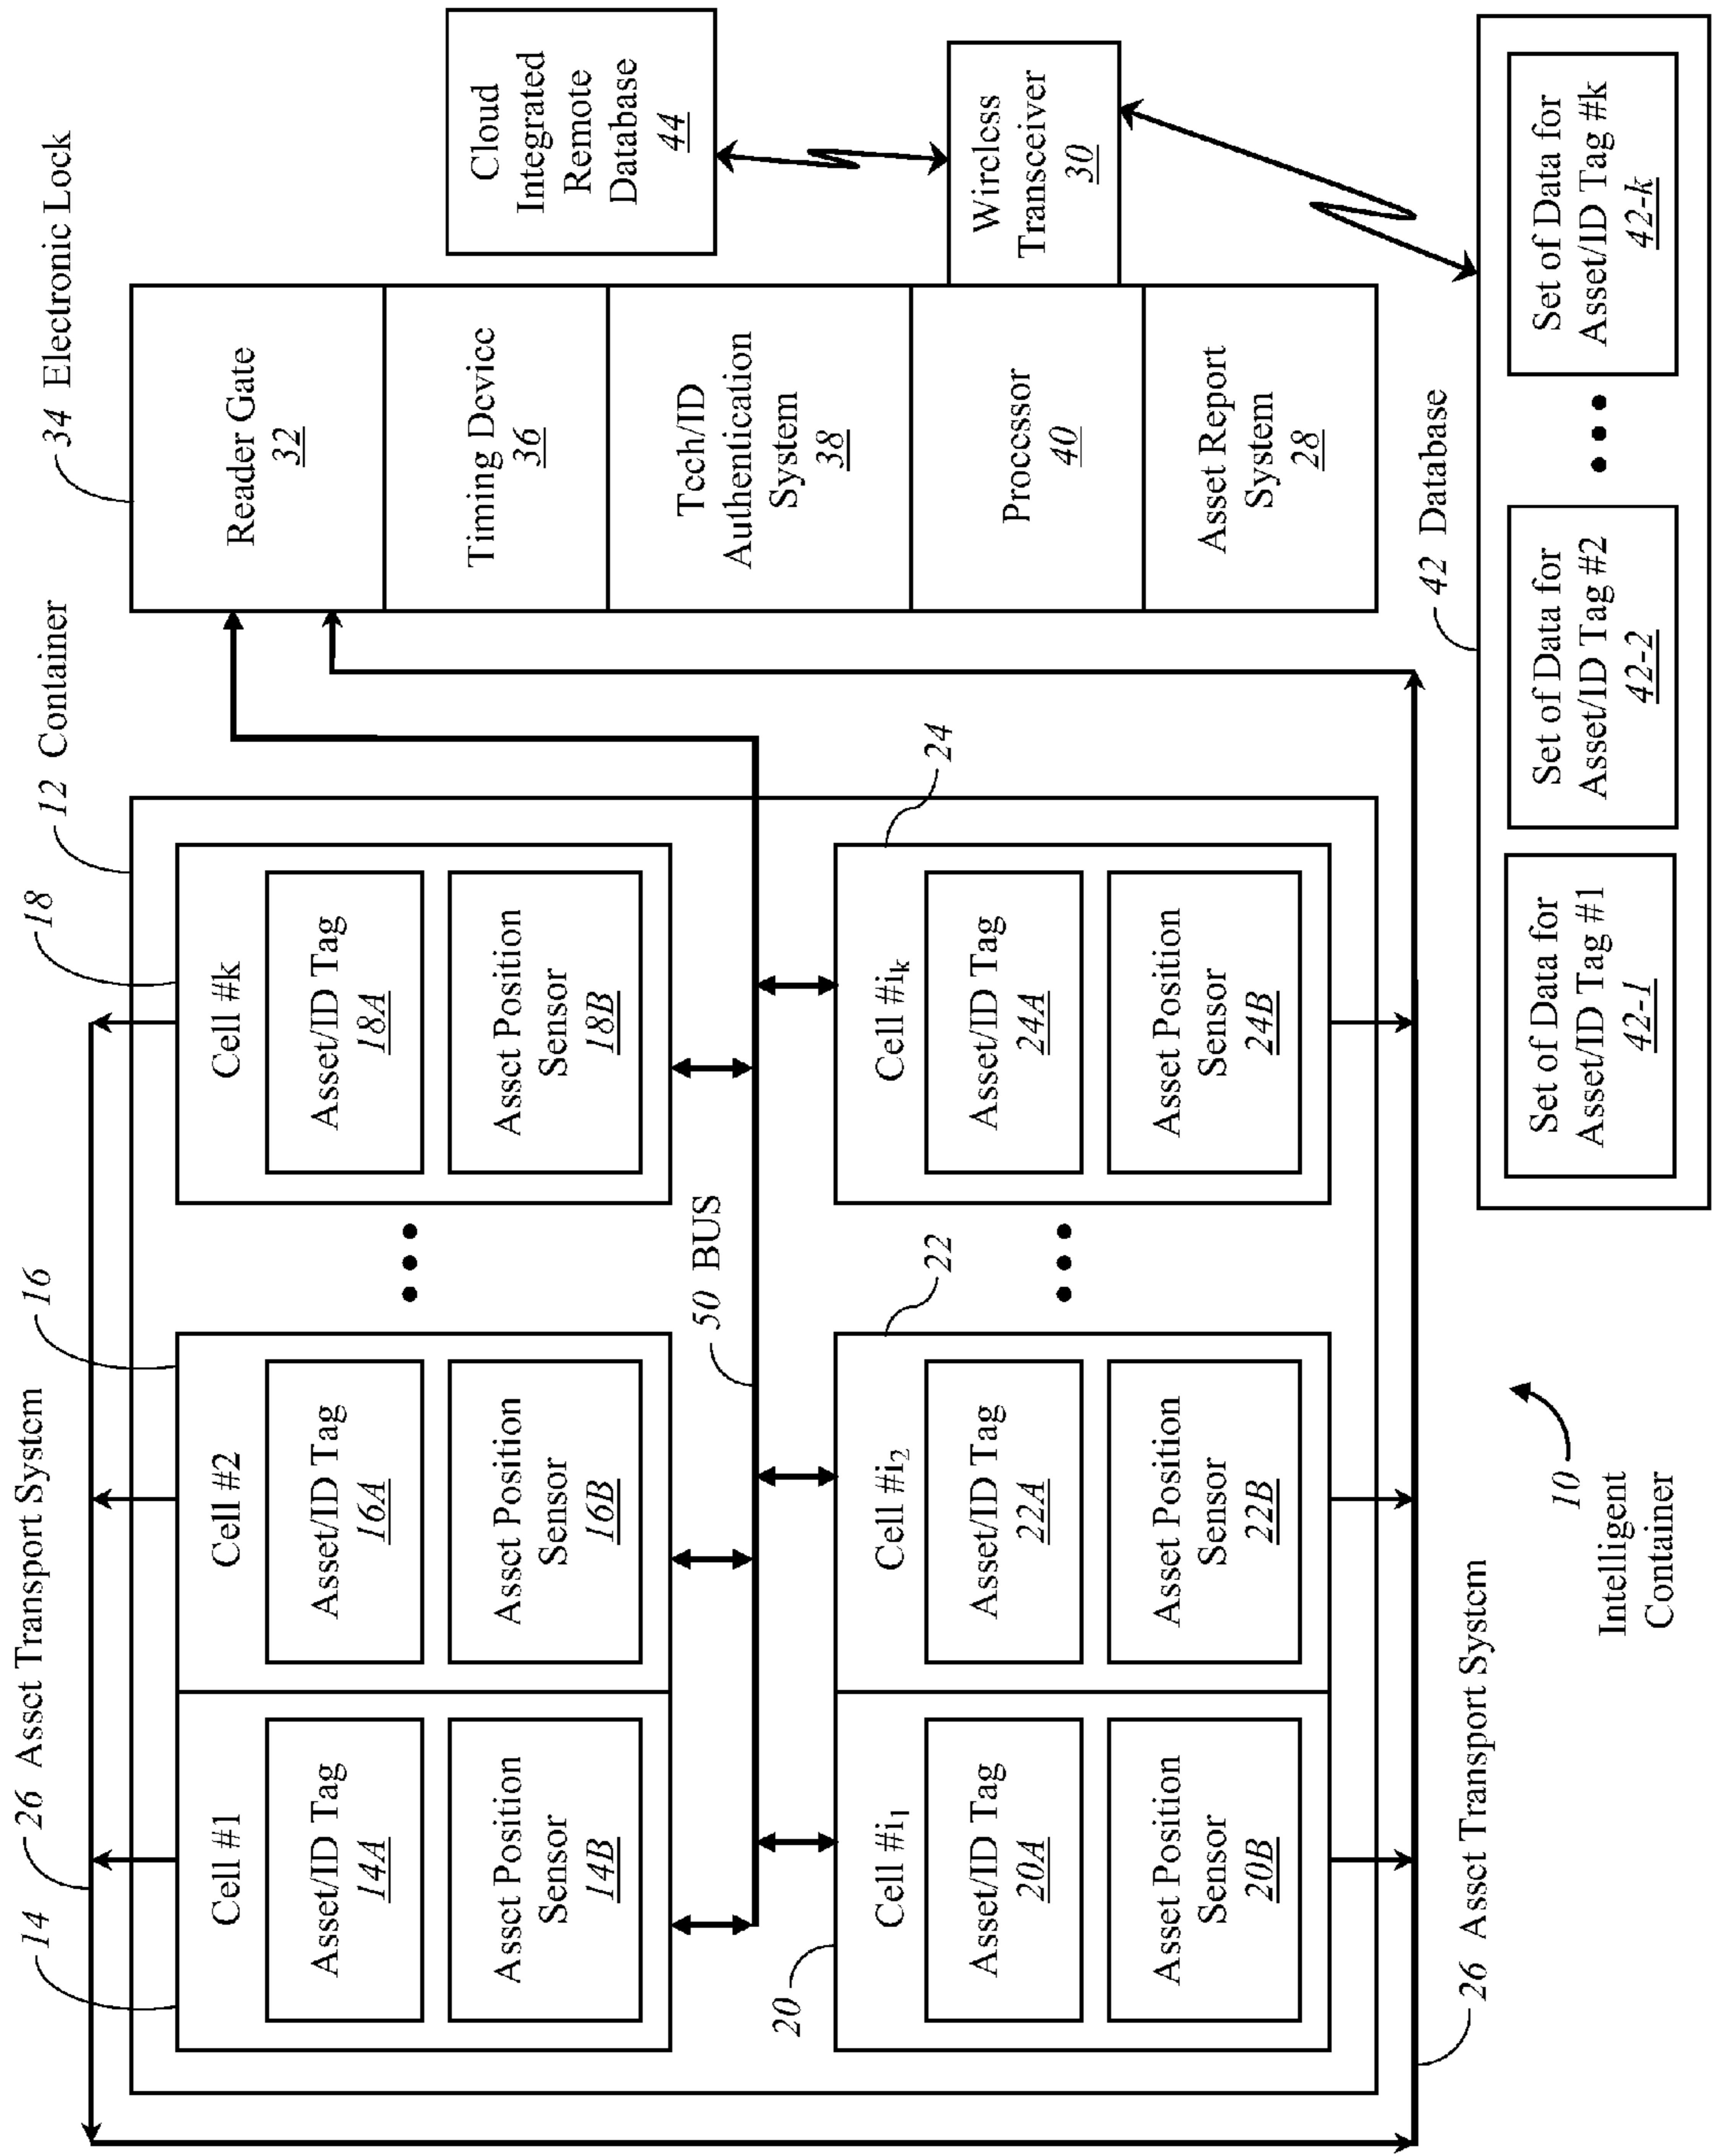 26 Asset Transport System
14
16
18
12 Container
34 Electronic Lock
Cell #1
Asset/ID Tag
14A
Asset Position
Sensor
14B
Cell #2
Asset/ID Tag
16A
Asset Position
Sensor
16B
Cell #k
Asset/ID Tag
18A
Asset Position
Sensor
18B
50 BUS
20
Cell #i1
Asset/ID Tag
20A
Asset Position
Sensor
20B
22
Cell #i2
Asset/ID Tag
22A
Asset Position
Sensor
22B
24
Cell #ik
Asset/ID Tag
24A
Asset Position
Sensor
24B
Reader Gate
32
Timing Device
36
Tech/ID
Authentication
System
38
Processor
40
Asset Report
System
28
Cloud
Integrated
Remote
Database
44
Wireless
Transceiver
30
26 Asset Transport System
10
Intelligent
Container
42 Database
Set of Data for
Asset/ID Tag #1
42-1
Set of Data for
Asset/ID Tag #2
42-2
Set of Data for
Asset/ID Tag #k
42-k